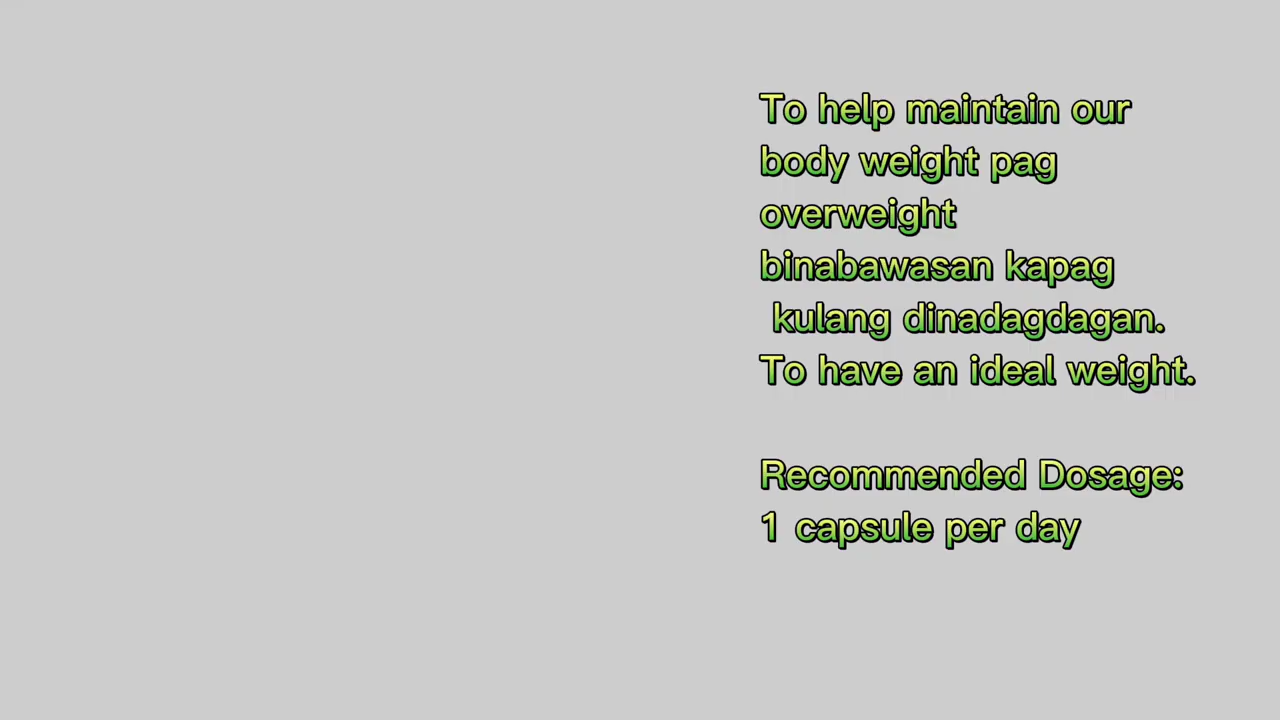 To help maintain our
body weight pag
overweight
binabawasan kapag
kulang dinadagdagan.
To have an ideal weight.
Recommended Dosage:
1 capsule per day